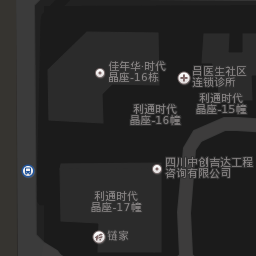 佳年华·时代
晶座-16栋
吕医生社区
连锁诊所
利通时代
晶座-15幢
利通时代
晶座-16幢
四川中创吉达工程
咨询有限公司
利通时代
晶座-17幢
链家